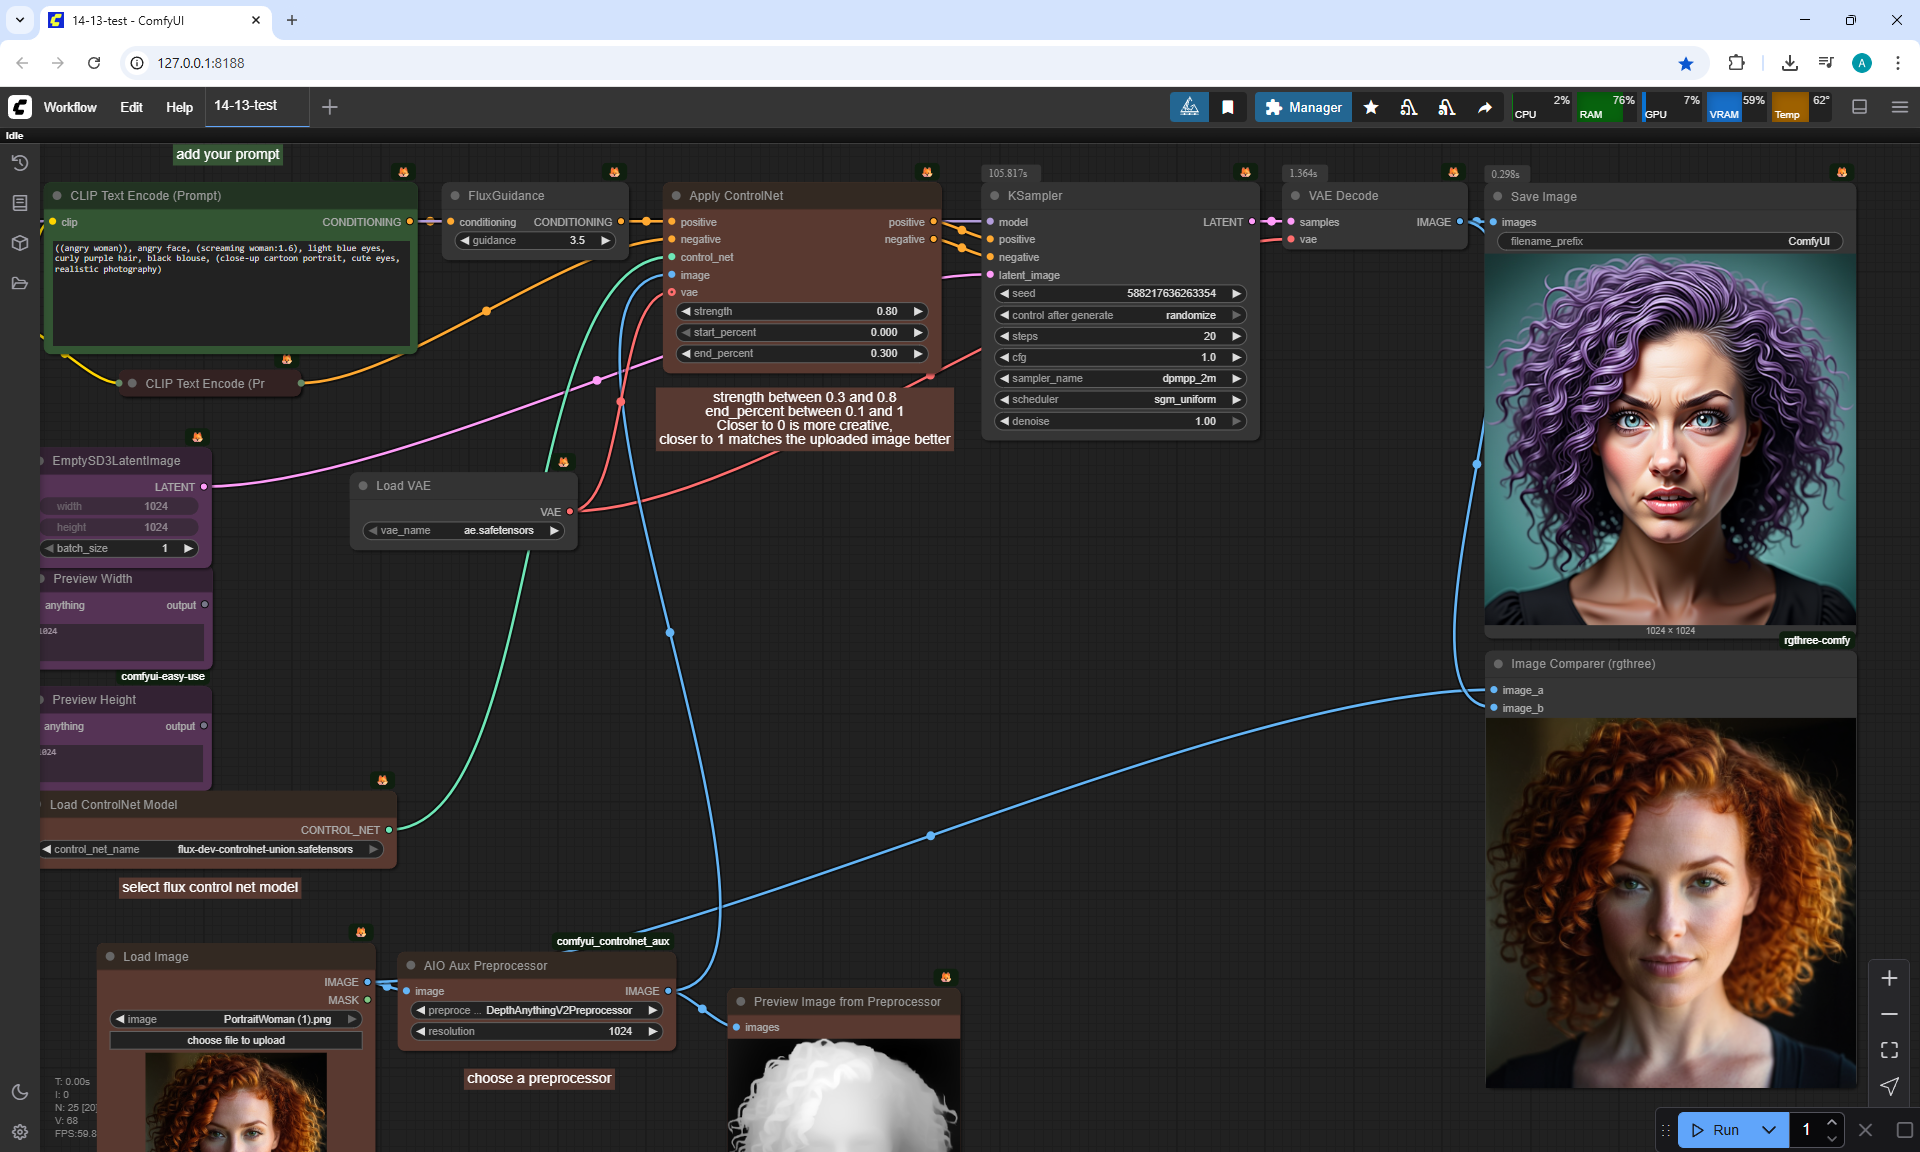 14-13-test - ComfyUI
127.0.0.1:8188
A
Workflow
Edit
Help
14-13-test
Manager
2%
CPU
76%
RAM
7%
GPU
59%
VRAM
62°
Temp
Idle
add your prompt
CLIP Text Encode (Prompt)
clip
CONDITIONING
((angry woman)), angry face, (screaming woman:1.6), light blue eyes,
curly purple hair, black blouse, (close-up cartoon portrait, cute eyes,
realistic photography)
FluxGuidance
conditioning
CONDITIONING
guidance
3.5
Apply ControlNet
positive
positive
negative
negative
control_net
image
vae
strength
0.80
start_percent
0.000
end_percent
0.300
strength between 0.3 and 0.8
end_percent between 0.1 and 1
Closer to 0 is more creative,
closer to 1 matches the uploaded image better
105.817s
KSampler
model
LATENT
positive
negative
latent_image
seed
588217636263354
control after generate
randomize
steps
20
cfg
1.0
sampler_name
dpmpp_2m
scheduler
sgm_uniform
denoise
1.00
1.364s
VAE Decode
samples
IMAGE
vae
0.298s
Save Image
images
filename_prefix
ComfyUI
1024 × 1024
rgthree-comfy
Image Comparer (rgthree)
image_a
image_b
CLIP Text Encode (Pr
EmptySD3LatentImage
LATENT
width
1024
height
1024
batch_size
1
Load VAE
VAE
vae_name
ae.safetensors
Preview Width
anything
output
1024
comfyui-easy-use
Preview Height
anything
output
1024
Load ControlNet Model
CONTROL_NET
control_net_name
flux-dev-controlnet-union.safetensors
select flux control net model
Load Image
IMAGE
MASK
image
PortraitWoman (1).png
choose file to upload
comfyui_controlnet_aux
AIO Aux Preprocessor
image
IMAGE
preproce ...
DepthAnythingV2Preprocessor
resolution
1024
choose a preprocessor
Preview Image from Preprocessor
images
T: 0.00s
I: 0
N: 25 [20]
V: 68
FPS:59.8
Run
1